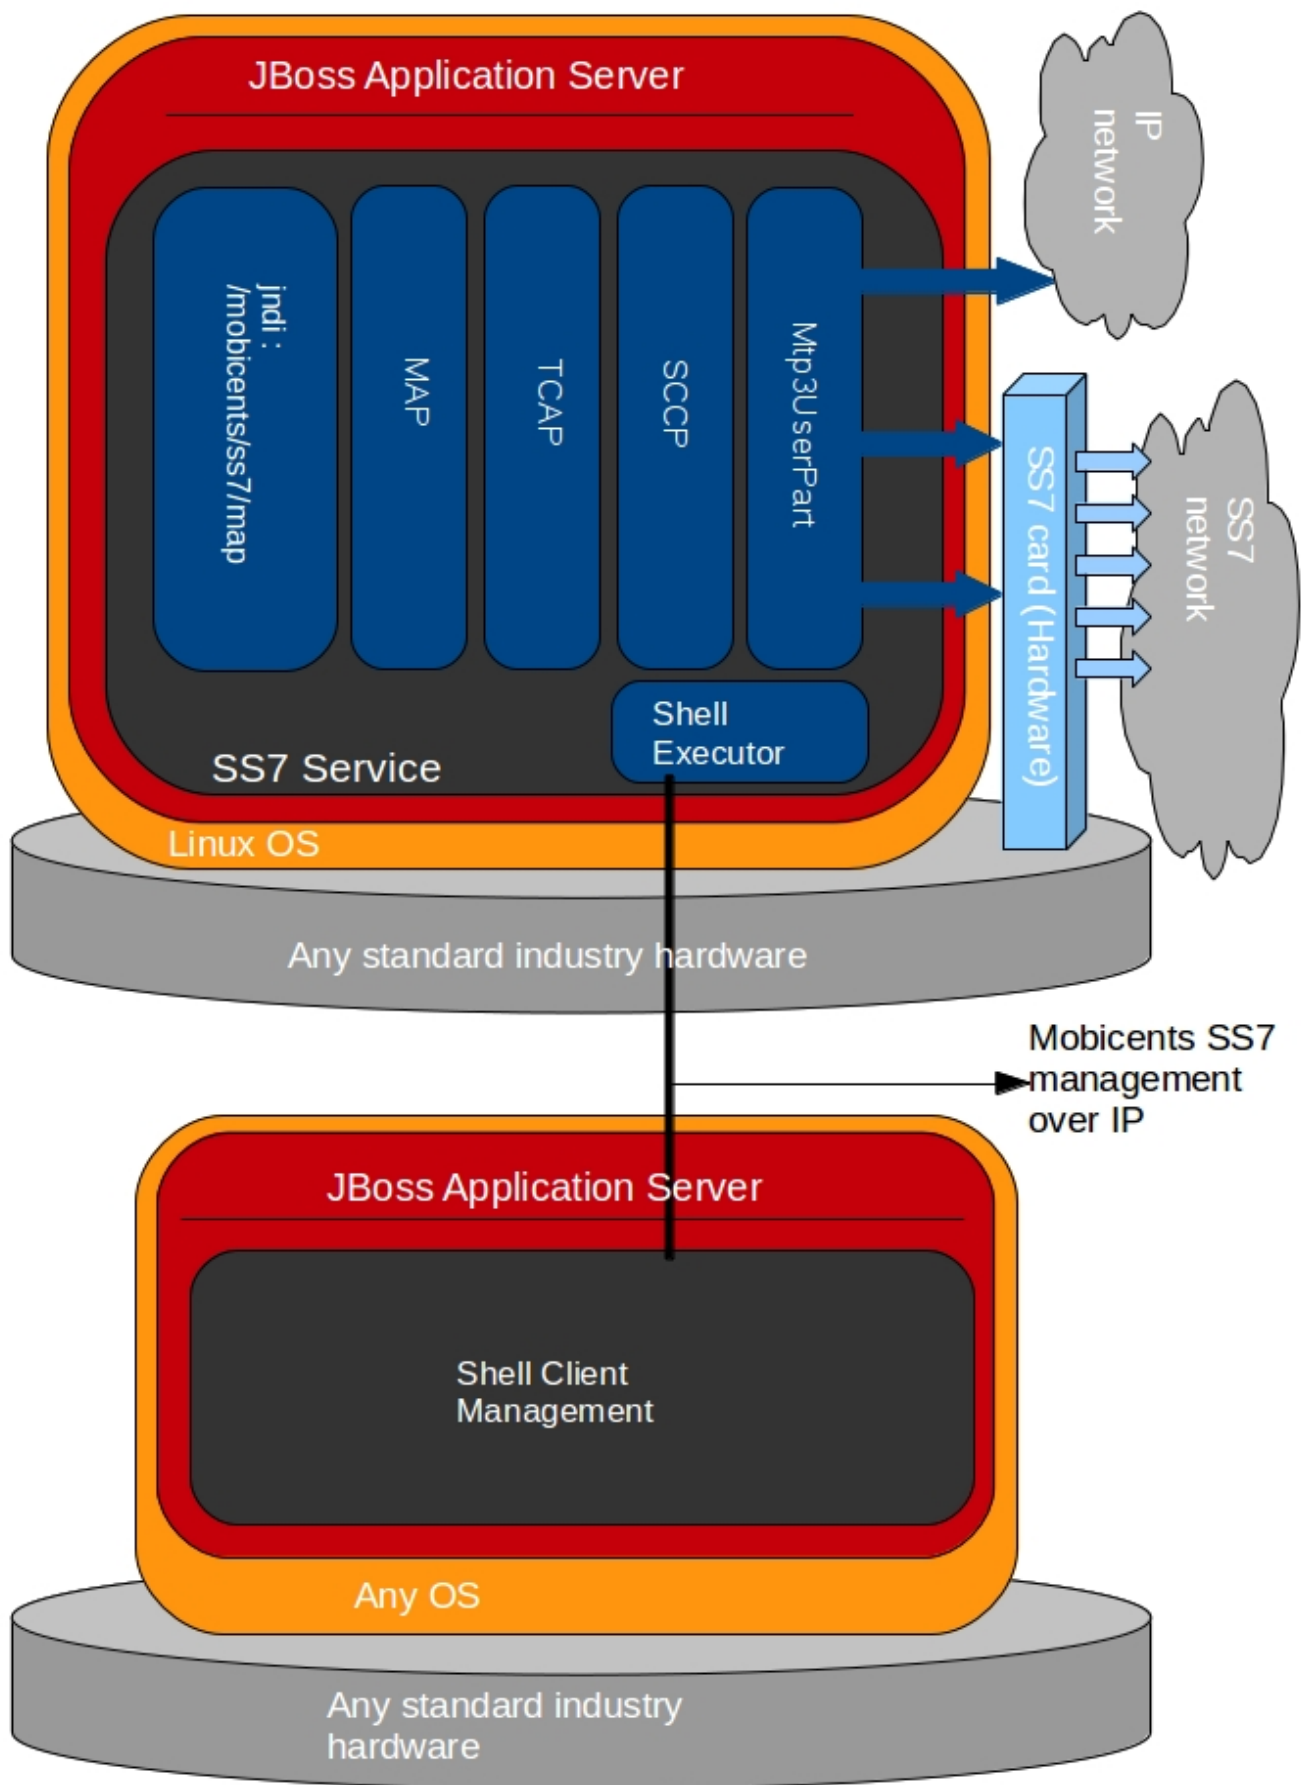 JBoss Application Server
IP
network
jndi :
/mobicents/ss7/map
MAP
TCAP
SCCP
Mtp3UserPart
SS7 card (Hardware)
SS7
network
Shell
Executor
SS7 Service
Linux OS
Any standard industry hardware
Mobicents SS7
management
over IP
JBoss Application Server
Shell Client
Management
Any OS
Any standard industry
hardware